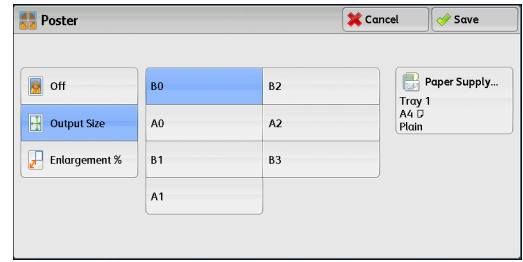 Poster
Cancel
Save
Off
Output Size
Enlargement %
B0
B2
A0
A2
B1
B3
A1
Paper Supply...
Tray 1
A4
Plain